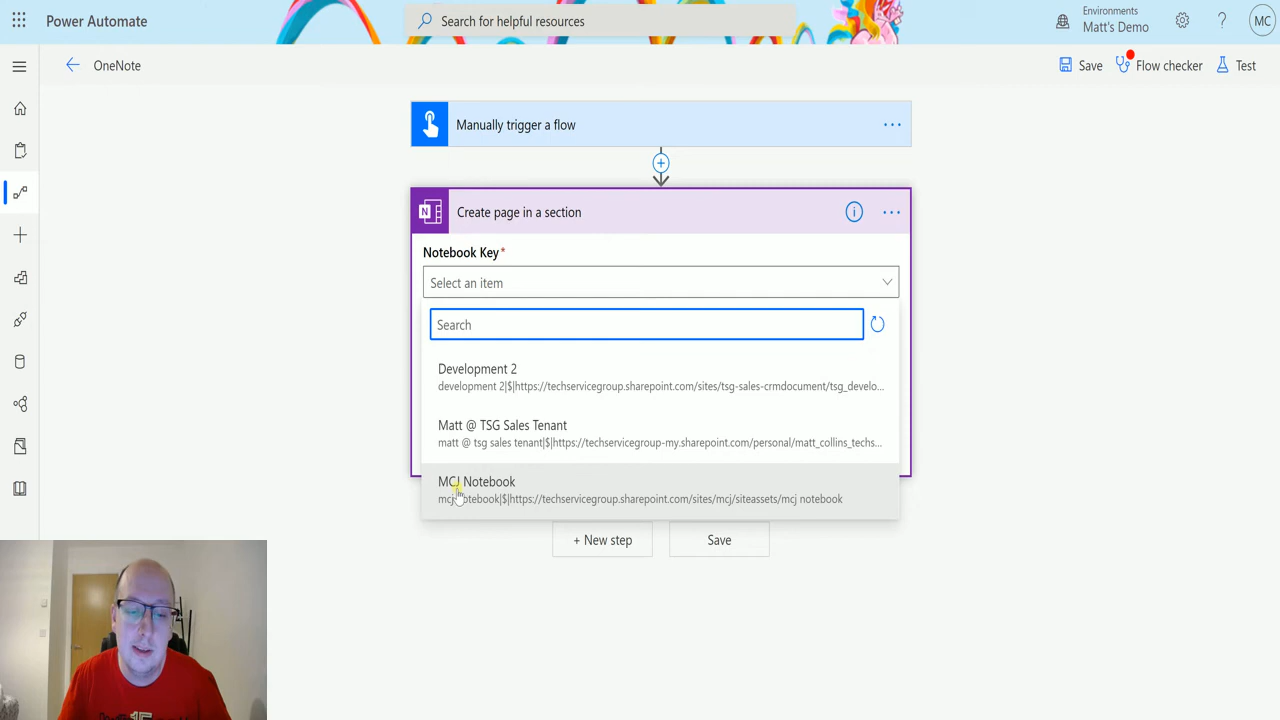 Power Automate
Search for helpful resources
Environments
Matt's Demo
MC
OneNote
Save
Flow checker
Test
Manually trigger a flow
Create page in a section
Notebook Key *
Select an item
Search
Development 2
development 2|$|https://techservicegroup.sharepoint.com/sites/tsg-sales-crmdocument/tsg_develo...
Matt @ TSG Sales Tenant
matt @ tsg sales tenant|$|https://techservicegroup-my.sharepoint.com/personal/matt_collins_techs...
MCJ Notebook
mcj notebook|$|https://techservicegroup.sharepoint.com/sites/mcj/siteassets/mcj notebook
+ New step
Save